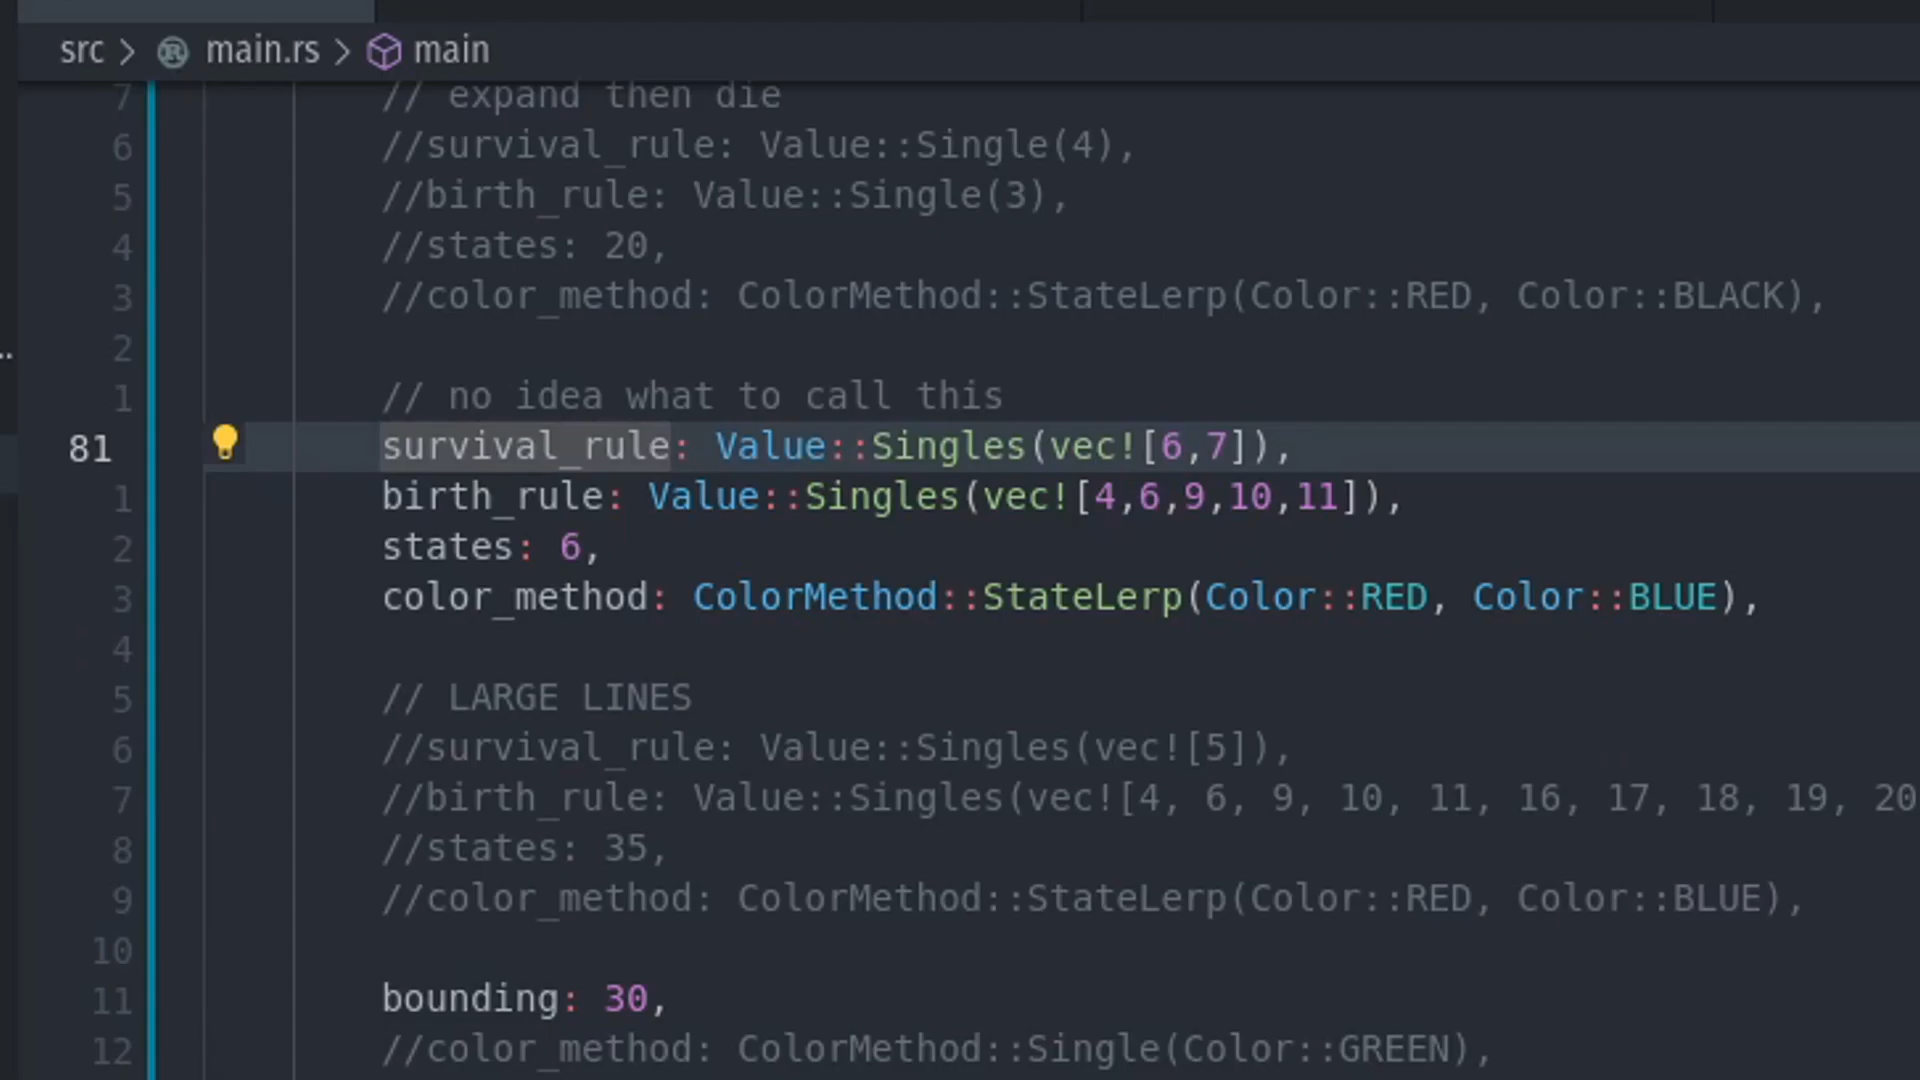 src > main.rs > main
7 // expand then die
6 //survival_rule: Value::Single(4),
5 //birth_rule: Value::Single(3),
4 //states: 20,
3 //color_method: ColorMethod::StateLerp(Color::RED, Color::BLACK),
2
1 // no idea what to call this
81 survival_rule: Value::Singles(vec![6,7]),
1 birth_rule: Value::Singles(vec![4,6,9,10,11]),
2 states: 6,
3 color_method: ColorMethod::StateLerp(Color::RED, Color::BLUE),
4
5 // LARGE LINES
6 //survival_rule: Value::Singles(vec![5]),
7 //birth_rule: Value::Singles(vec![4, 6, 9, 10, 11, 16, 17, 18, 19, 20
8 //states: 35,
9 //color_method: ColorMethod::StateLerp(Color::RED, Color::BLUE),
10
11 bounding: 30,
12 //color_method: ColorMethod::Single(Color::GREEN),